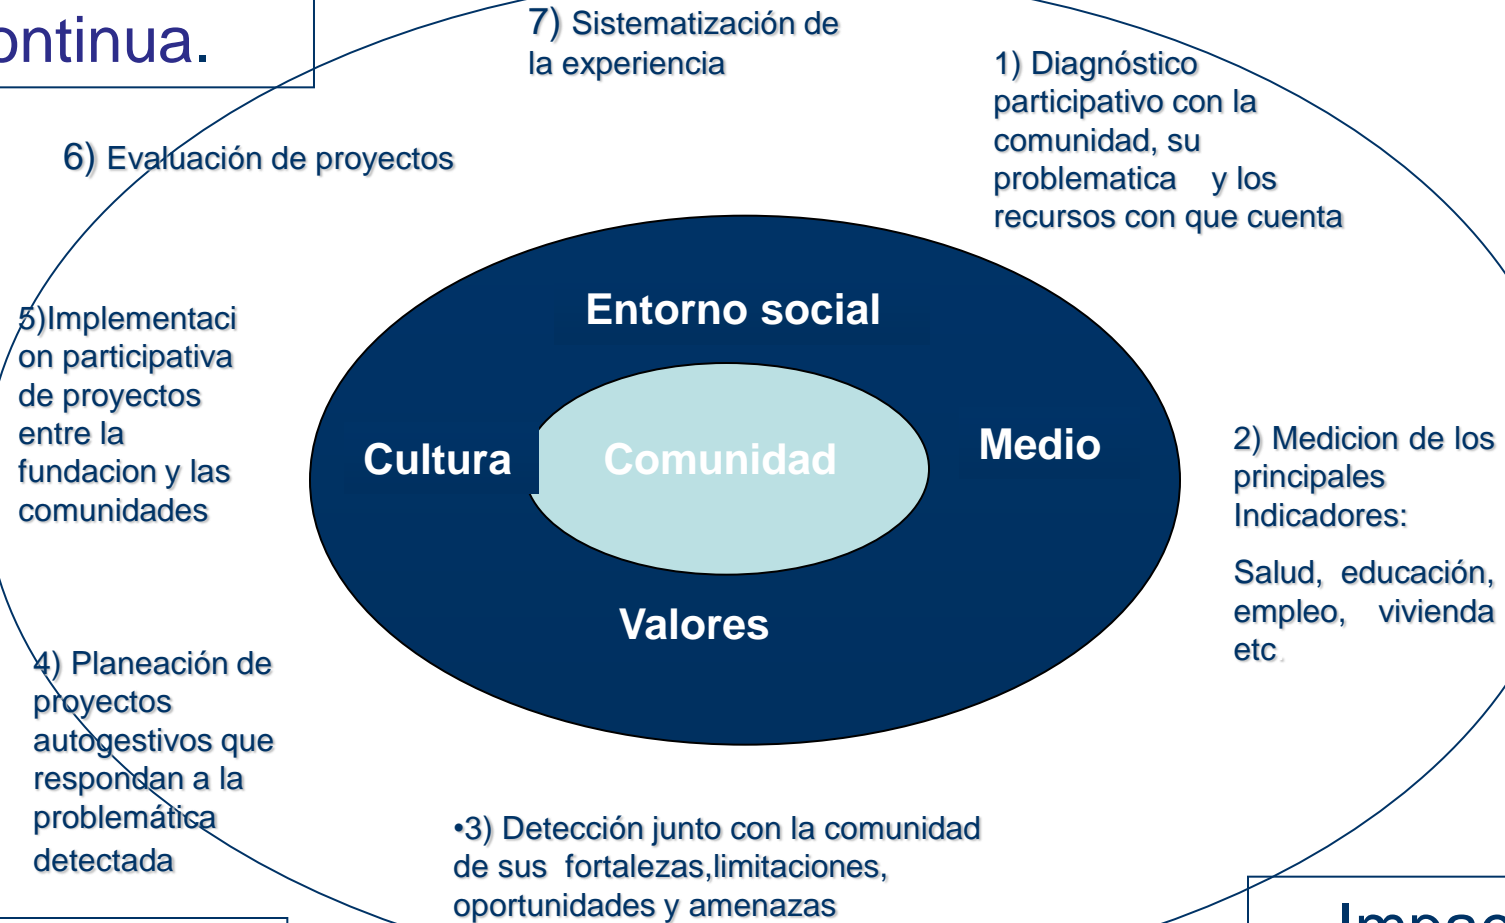 7) Sistematización de
la experiencia
1) Diagnóstico
participativo con la
comunidad, su
problematica y los
recursos con que cuenta
6) Evaluación de proyectos
Entorno social
5)Implementaci
on participativa
de proyectos
entre la
fundacion y las
comunidades
Cultura
Comunidad
Medio
2) Medicion de los
principales
Indicadores:
Salud, educación,
empleo, vivienda
etc.
Valores
4) Planeación de
proyectos
autogestivos que
respondan a la
problemática
detectada
•3) Detección junto con la comunidad
de sus fortalezas,limitaciones,
oportunidades y amenazas